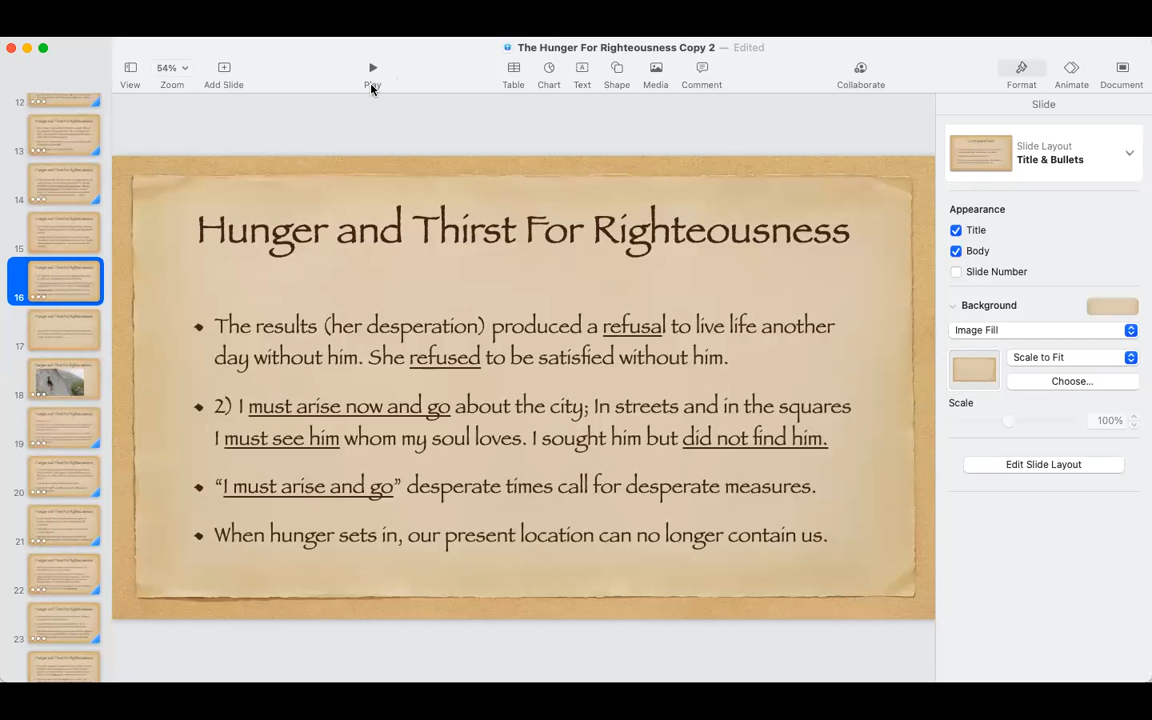 The Hunger For Righteousness Copy 2 — Edited
54%
View
Zoom
Add Slide
Play
Table
Chart
Text
Shape
Media
Comment
Collaborate
Format
Animate
Document
12
13
14
15
16
17
18
19
20
21
22
23
Hunger and Thirst For Righteousness
The results (her desperation) produced a refusal to live life another
day without him. She refused to be satisfied without him.
2) I must arise now and go about the city; In streets and in the squares
I must see him whom my soul loves. I sought him but did not find him.
“I must arise and go” desperate times call for desperate measures.
When hunger sets in, our present location can no longer contain us.
Slide
Slide Layout
Title & Bullets
Appearance
Title
Body
Slide Number
Background
Image Fill
Scale to Fit
Choose...
Scale
100%
Edit Slide Layout